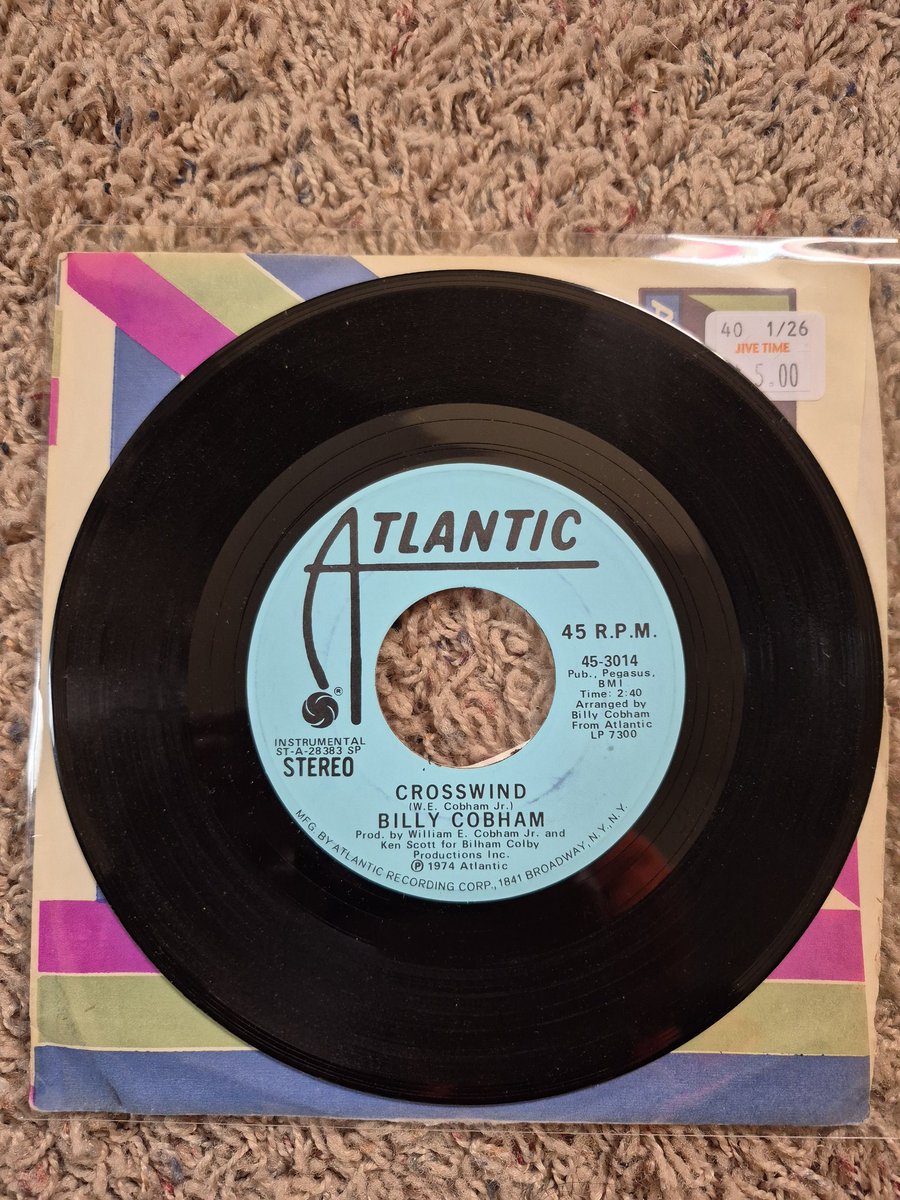 40 1/26
JIVE TIME
5.00
ATLANTIC
45 R.P.M.
45-3014
Pub., Pegasus,
BMI
Time: 2:40
Arranged by
Billy Cobham
From Atlantic
LP 7300
®
INSTRUMENTAL
ST-A-28383 SP
STEREO
CROSSWIND
(W.E. Cobham Jr.)
BILLY COBHAM
Prod. by William E. Cobham Jr. and
Ken Scott for Bilham Colby
Productions Inc.
℗ 1974 Atlantic
MFG. BY ATLANTIC RECORDING CORP., 1841 BROADWAY, N.Y., N.Y.